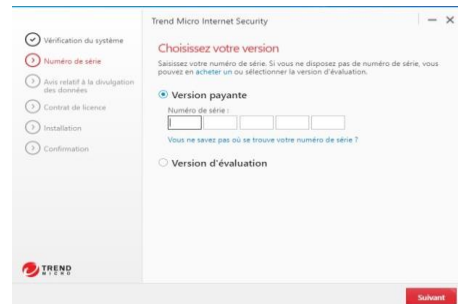 Trend Micro Internet Security
Vérification du système
Numéro de série
Avis relatif à la divulgation
des données
Contrat de licence
Installation
Confirmation
Choisissez votre version
Saisissez votre numéro de série. Si vous ne disposez pas de numéro de série, vous
pouvez en acheter un ou sélectionner la version d'évaluation.
Version payante
Numéro de série :
Vous ne savez pas où se trouve votre numéro de série ?
Version d'évaluation
TREND
MICRO
Suivant